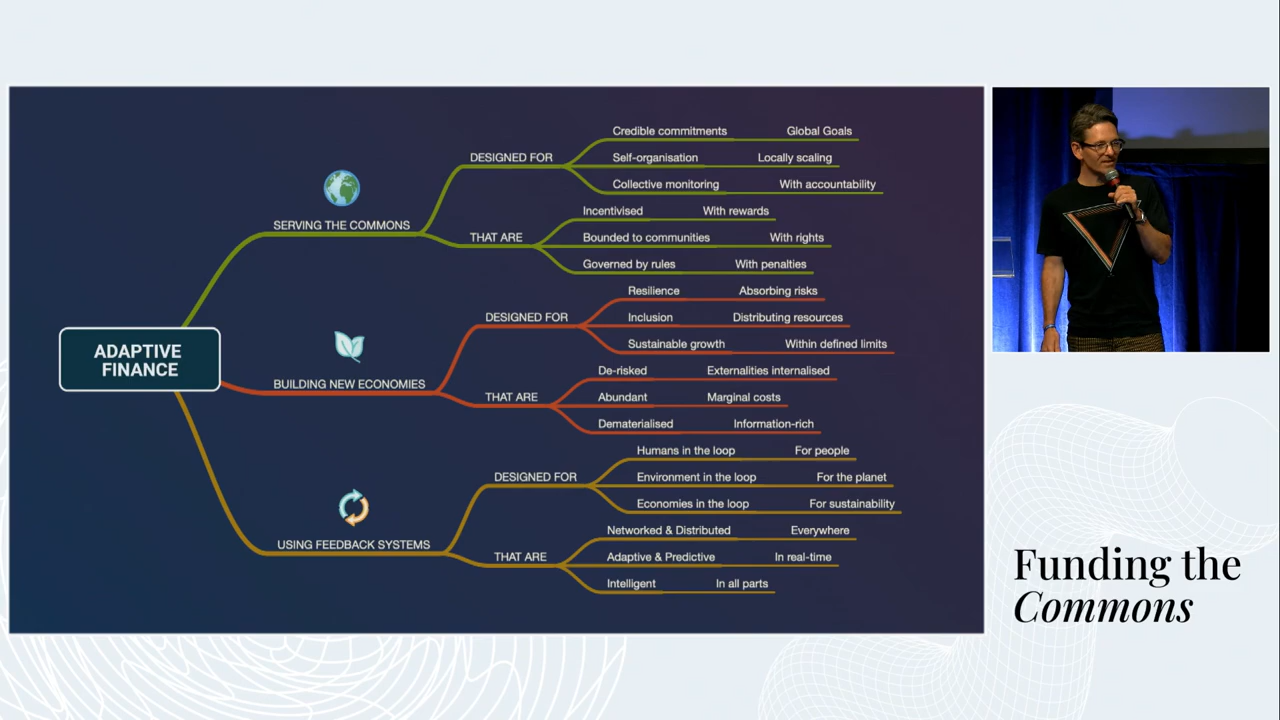 Credible commitments Global Goals
DESIGNED FOR Self-organisation Locally scaling
Collective monitoring With accountability
SERVING THE COMMONS
Incentivised With rewards
THAT ARE Bounded to communities With rights
Governed by rules With penalties
ADAPTIVE
FINANCE
Resilience Absorbing risks
DESIGNED FOR Inclusion Distributing resources
Sustainable growth Within defined limits
BUILDING NEW ECONOMIES
De-risked Externalities internalised
THAT ARE Abundant Marginal costs
Dematerialised Information-rich
Humans in the loop For people
DESIGNED FOR Environment in the loop For the planet
Economies in the loop For sustainability
USING FEEDBACK SYSTEMS
Networked & Distributed Everywhere
THAT ARE Adaptive & Predictive In real-time
Intelligent In all parts
Funding the
Commons